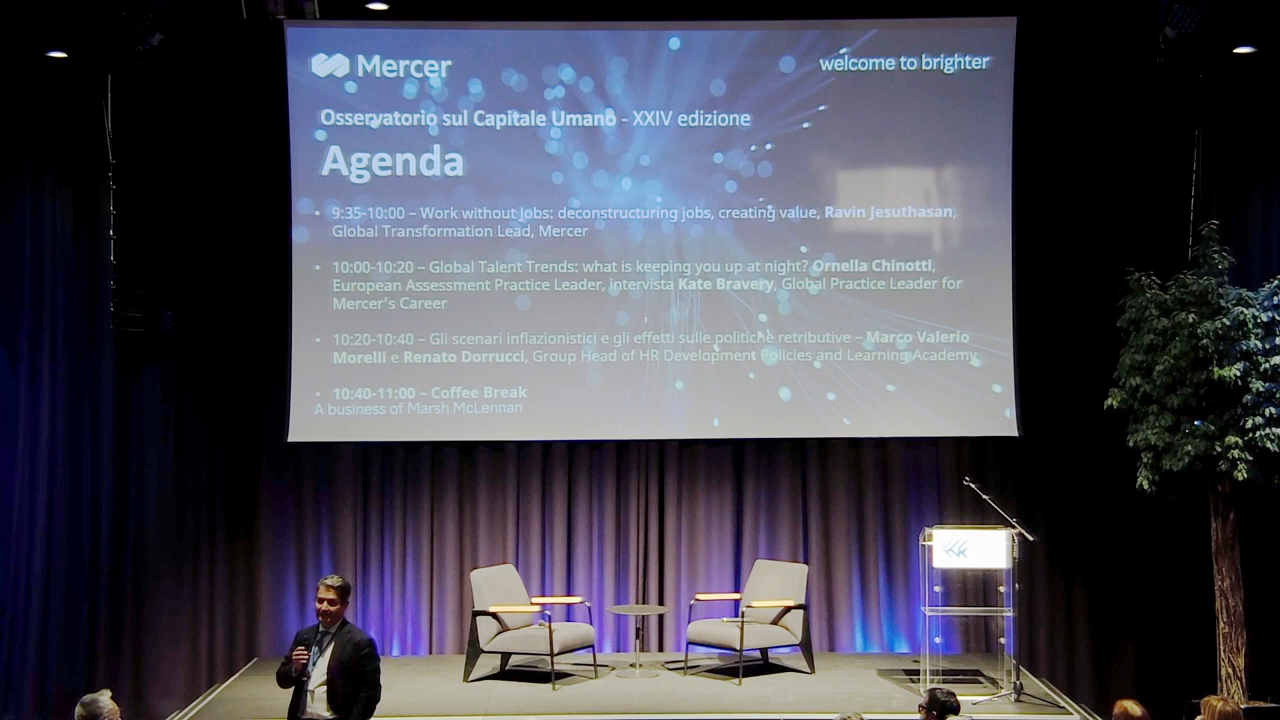 Mercer
welcome to brighter
Osservatorio sul Capitale Umano - XXIV edizione
Agenda
• 9:35-10:00 – Work without Jobs: deconstructuring jobs, creating value, Ravin Jesuthasan,
Global Transformation Lead, Mercer
• 10:00-10:20 – Global Talent Trends: what is keeping you up at night? Ornella Chinotti,
European Assessment Practice Leader, intervista Kate Bravery, Global Practice Leader for
Mercer's Career
• 10:20-10:40 – Gli scenari inflazionistici e gli effetti sulle politiche retributive – Marco Valerio
Morelli e Renato Dorrucci, Group Head of HR Development Policies and Learning Academy
• 10:40-11:00 – Coffee Break
A business of Marsh McLennan